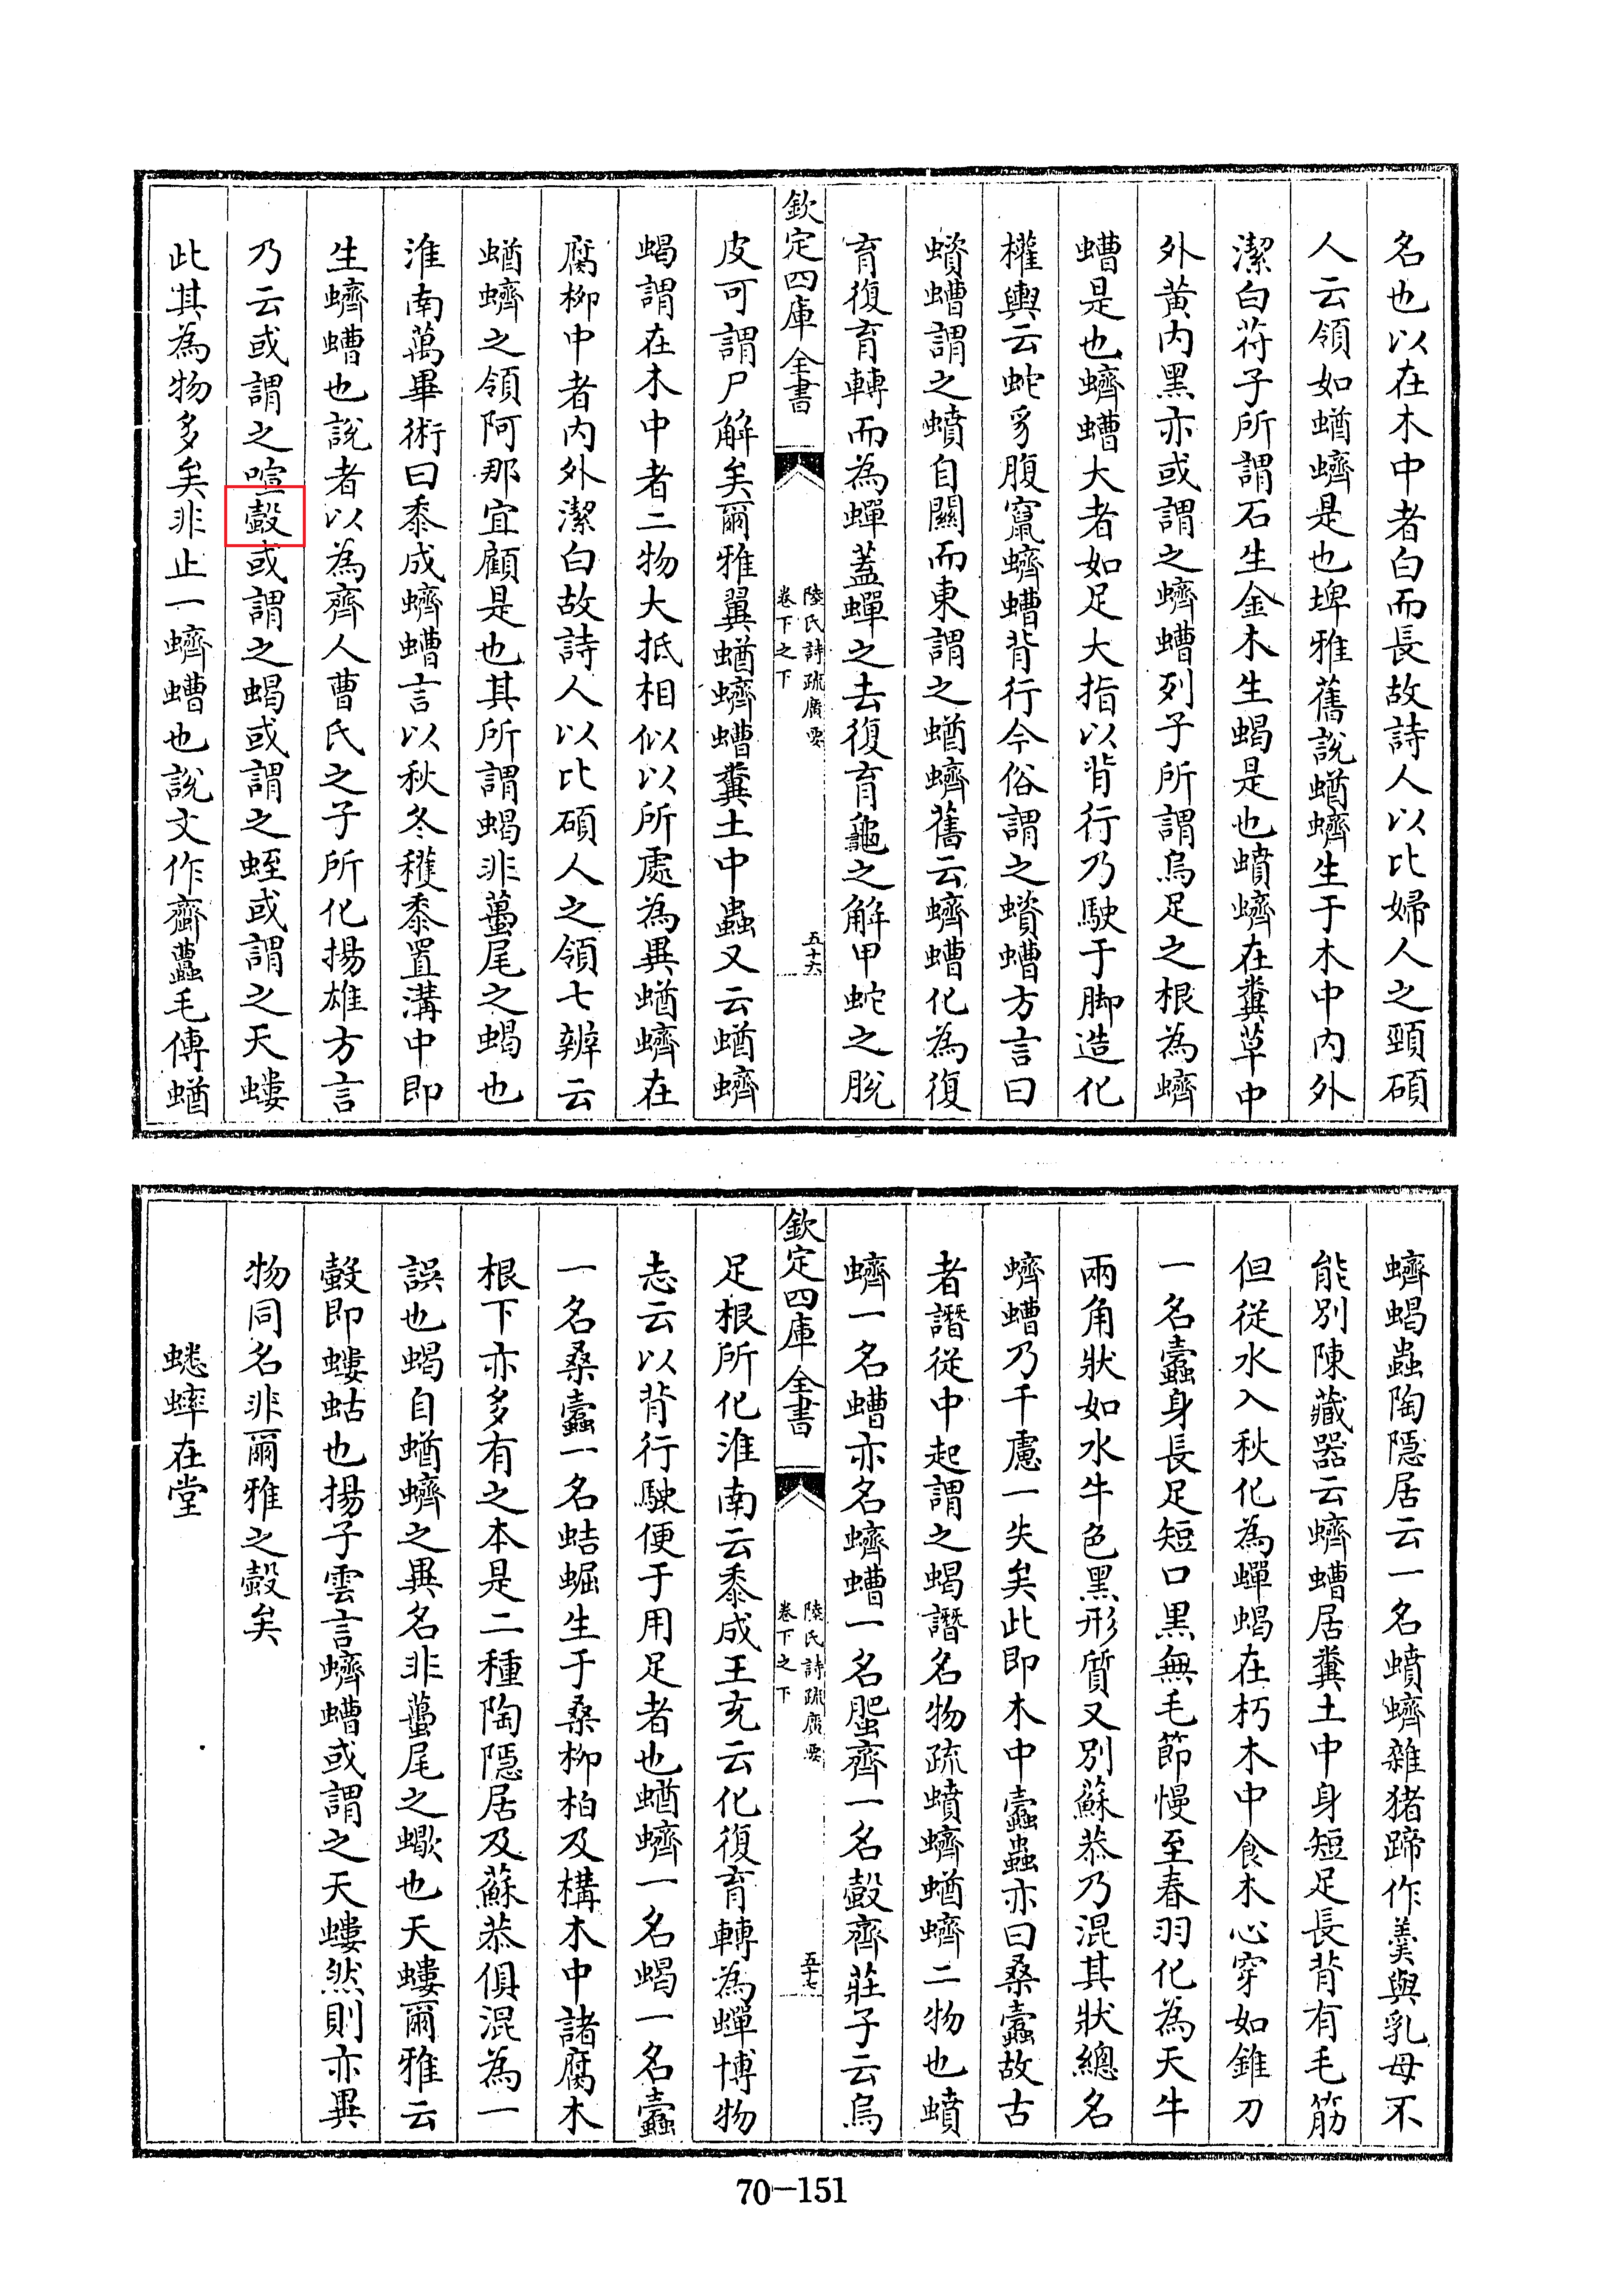 名也以在木中者白而長故詩人以比婦人之頸碩
人云領如蝤蠐是也埤雅舊說蝤蠐生于木中内外
潔白苻子所謂石生金木生蝎是也蟦蠐在糞草中
外黄内黑亦或謂之蠐螬列子所謂烏足之根為蠐
螬是也蠐螬大者如足大指以背行乃駛于脚造化
權輿云蛇豸腹竄蠐螬背行今俗謂之蠀螬方言曰
蠀螬謂之蟦自關而東謂之蝤蠐舊云蠐螬化為復
育復育轉而為蟬蓋蟬之去復育龜之解甲蛇之脱
欽定四庫全書
陸氏詩疏廣要
卷下之下
五十六
皮可謂尸解矣爾雅翼蝤蠐螬糞土中蟲又云蝤蠐
蝎謂在木中者二物大抵相似以所處為異蝤蠐在
腐柳中者内外潔白故詩人以比碩人之領七辨云
蝤蠐之領阿那宜顧是也其所謂蝎非蠆尾之蝎也
淮南萬畢術曰黍成蠐螬言以秋冬穫黍置溝中即
生蠐螬也說者以為齊人曹氏之子所化揚雄方言
乃云或謂之喧螜或謂之蝎或謂之蛭或謂之天螻
此其為物多矣非止一蠐螬也說文作齎䘉毛傳蝤
蠐蝎蟲陶隱居云一名蟦蠐雜猪蹄作羮與乳母不
能別陳藏器云蠐螬居糞土中身短足長背有毛筋
但從水入秋化為蟬蝎在朽木中食木心穿如錐刀
一名蠹身長足短口黑無毛節慢至春羽化為天牛
兩角狀如水牛色黑形質又別蘇恭乃混其狀總名
蠐螬乃千慮一失矣此即木中蠹蟲亦曰桑蠹故古
者譖從中起謂之蝎譖名物疏蟦蠐蝤蠐二物也蟦
蠐一名螬亦名蠐螬一名𧌏齊一名螜齊莊子云烏
欽定四庫全書
陸氏詩疏廣要
卷下之下
五十七
足根所化淮南云黍成王充云化復育轉為蟬博物
志云以背行駛便于用足者也蝤蠐一名蝎一名蠹
一名桑蠹一名蛣蝠生于桑柳柏及構木中諸腐木
根下亦多有之本是二種陶隱居及蘇恭俱混為一
誤也蝎自蝤蠐之異名非蠆尾之蠍也天螻爾雅云
螜即螻蛄也揚子雲言蠐螬或謂之天螻然則亦異
物同名非爾雅之螜矣
蟋蟀在堂
70-151